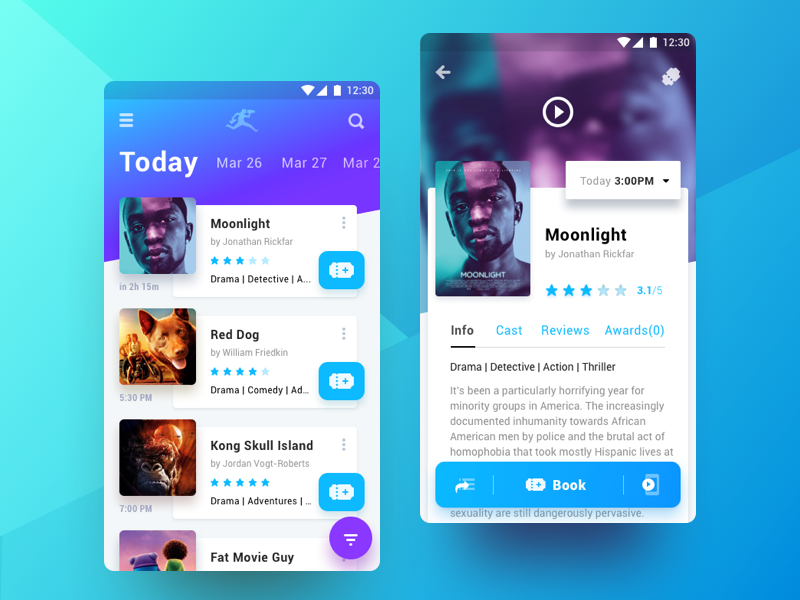 12:30
Today Mar 26 Mar 27 Mar 2
Moonlight
by Jonathan Rickfar
Drama | Detective | A...
in 2h 15m
Red Dog
by William Friedkin
Drama | Comedy | Ad...
5:30 PM
Kong Skull Island
by Jordan Vogt-Roberts
Drama | Adventures | ...
7:00 PM
Fat Movie Guy
12:30
Today 3:00PM
MOONLIGHT
Moonlight
by Jonathan Rickfar
3.1/5
Info Cast Reviews Awards(0)
Drama | Detective | Action | Thriller
It's been a particularly horrifying year for
minority groups in America. The increasingly
documented inhumanity towards African
American men by police and the brutal act of
homophobia that took mostly Hispanic lives at
Book
sexuality are still dangerously pervasive.